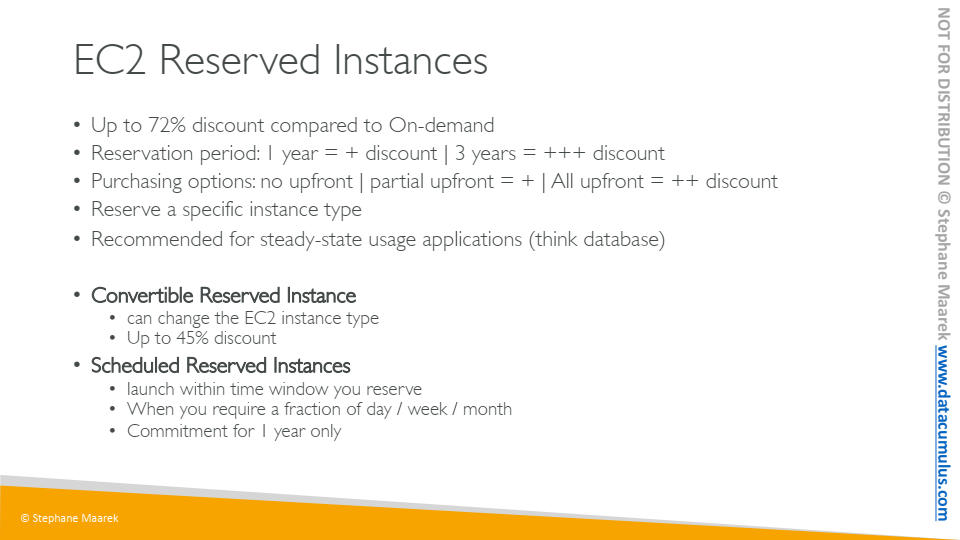 EC2 Reserved Instances
• Up to 72% discount compared to On-demand
• Reservation period: 1 year = + discount | 3 years = +++ discount
• Purchasing options: no upfront | partial upfront = + | All upfront = ++ discount
• Reserve a specific instance type
• Recommended for steady-state usage applications (think database)
• Convertible Reserved Instance
• can change the EC2 instance type
• Up to 45% discount
• Scheduled Reserved Instances
• launch within time window you reserve
• When you require a fraction of day / week / month
• Commitment for 1 year only
© Stephane Maarek
NOT FOR DISTRIBUTION © Stephane Maarek www.datacumulus.com